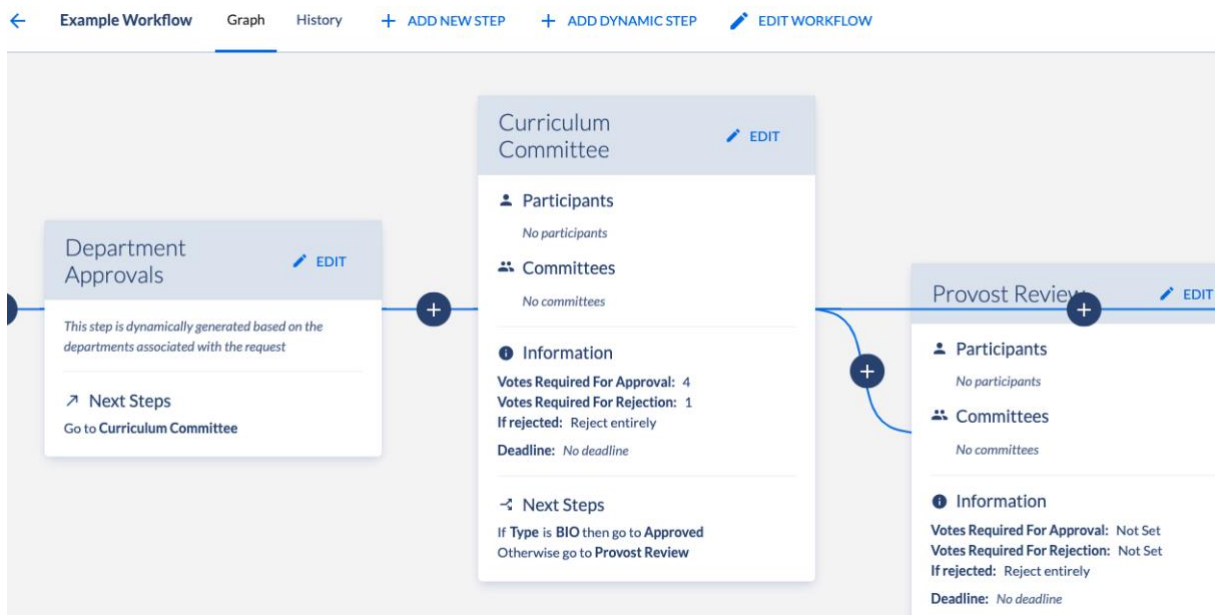 Example Workflow Graph History + ADD NEW STEP + ADD DYNAMIC STEP EDIT WORKFLOW
Department
Approvals
EDIT
This step is dynamically generated based on the
departments associated with the request
Next Steps
Go to Curriculum Committee
Curriculum
Committee
EDIT
Participants
No participants
Committees
No committees
Information
Votes Required For Approval: 4
Votes Required For Rejection: 1
If rejected: Reject entirely
Deadline: No deadline
Next Steps
If Type is BIO then go to Approved
Otherwise go to Provost Review
Provost Review
EDIT
Participants
No participants
Committees
No committees
Information
Votes Required For Approval: Not Set
Votes Required For Rejection: Not Set
If rejected: Reject entirely
Deadline: No deadline